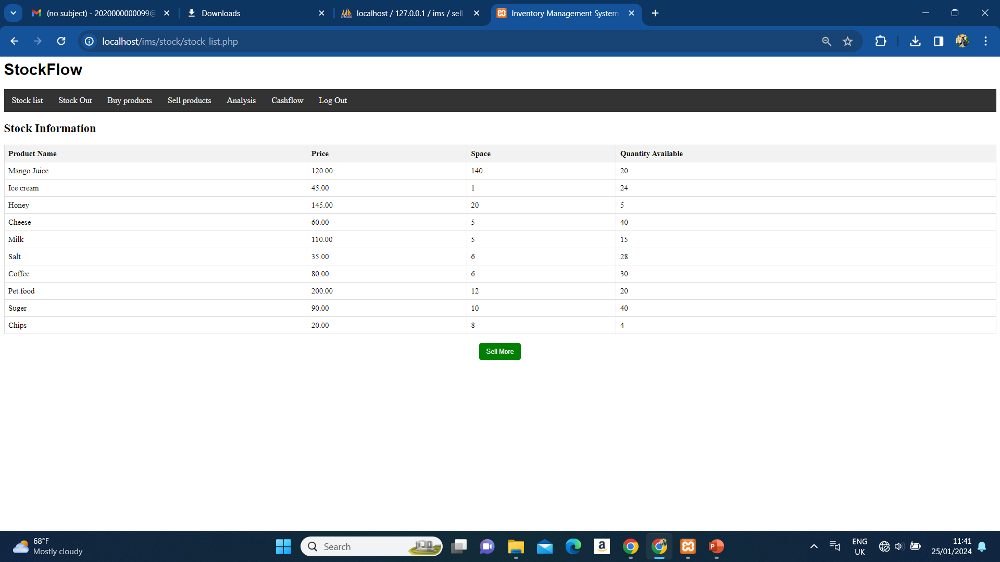 (no subject) - 2020000000099@
Downloads
localhost / 127.0.0.1 / ims / sell_
Inventory Management System
localhost/ims/stock/stock_list.php
StockFlow
Stock list Stock Out Buy products Sell products Analysis Cashflow Log Out
Stock Information
Product Name Price Space Quantity Available
Mango Juice 120.00 140 20
Ice cream 45.00 1 24
Honey 145.00 20 5
Cheese 60.00 5 40
Milk 110.00 5 15
Salt 35.00 6 28
Coffee 80.00 6 30
Pet food 200.00 12 20
Suger 90.00 10 40
Chips 20.00 8 4
Sell More
68°F
Mostly cloudy
Search
ENG
UK
11:41
25/01/2024